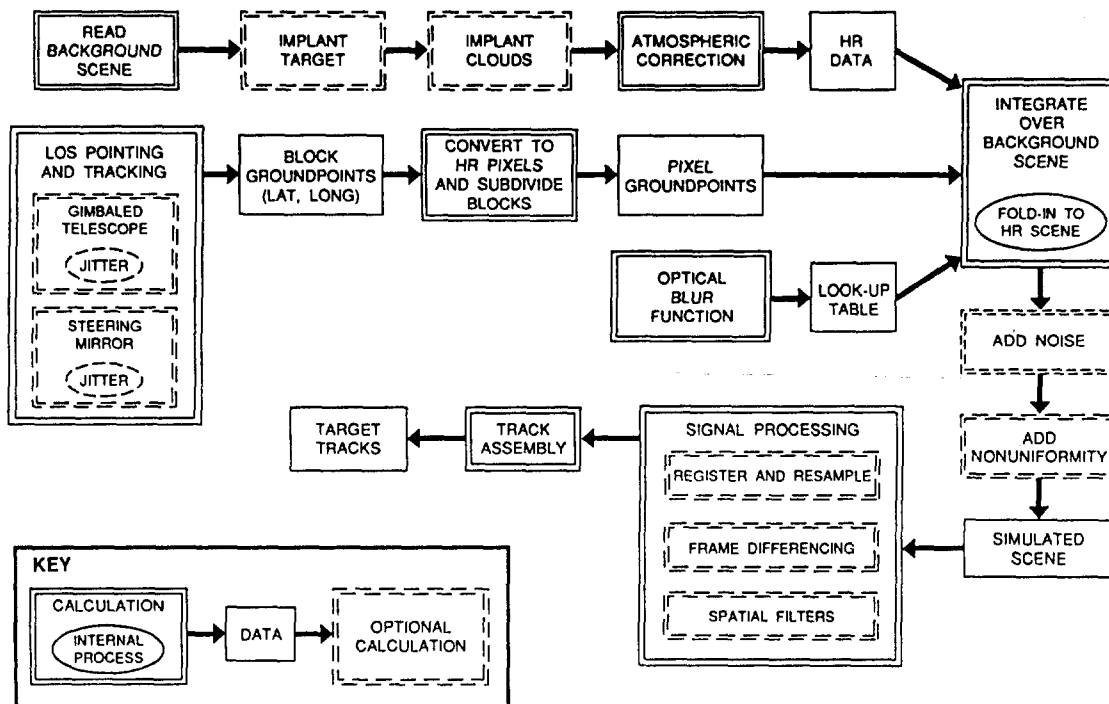 READ
BACKGROUND
SCENE
IMPLANT
TARGET
IMPLANT
CLOUDS
ATMOSPHERIC
CORRECTION
HR
DATA
INTEGRATE
OVER
BACKGROUND
SCENE
FOLD-IN TO
HR SCENE
LOS POINTING
AND TRACKING
GIMBALED
TELESCOPE
JITTER
STEERING
MIRROR
JITTER
BLOCK
GROUNDPOINTS
(LAT, LONG)
CONVERT TO
HR PIXELS
AND SUBDIVIDE
BLOCKS
PIXEL
GROUNDPOINTS
OPTICAL
BLUR
FUNCTION
LOOK-UP
TABLE
ADD NOISE
ADD
NONUNIFORMITY
SIMULATED
SCENE
SIGNAL PROCESSING
REGISTER AND RESAMPLE
FRAME DIFFERENCING
SPATIAL FILTERS
TRACK
ASSEMBLY
TARGET
TRACKS
KEY
CALCULATION
INTERNAL
PROCESS
DATA
OPTIONAL
CALCULATION